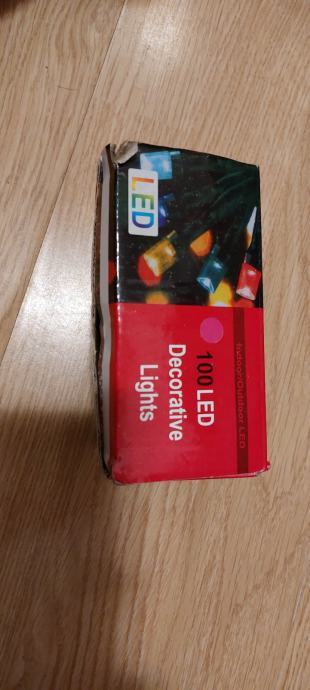 LED
Indoor/Outdoor LED
100 LED
Decorative
Lights